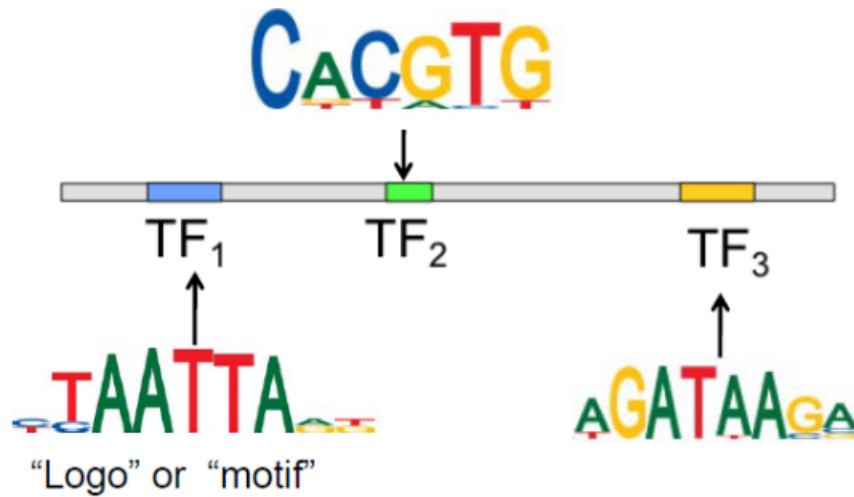 CACGTG
TF1 TF2 TF3
TAATTA
AGATAAGA
“Logo” or “motif”